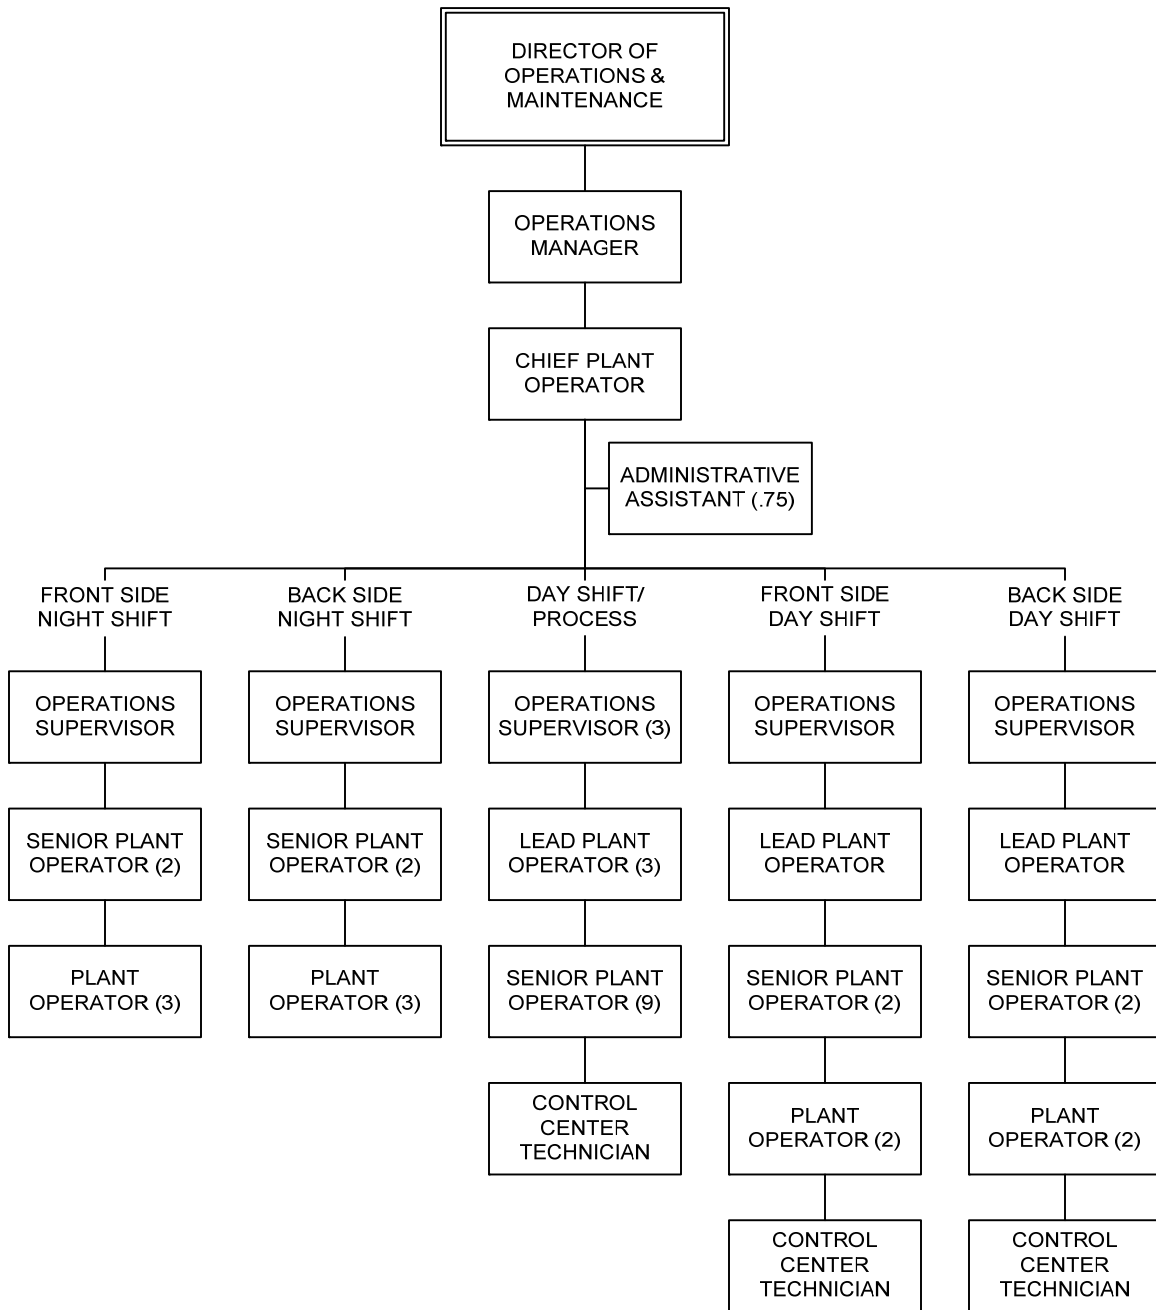 DIRECTOR OF
OPERATIONS &
MAINTENANCE
OPERATIONS
MANAGER
CHIEF PLANT
OPERATOR
ADMINISTRATIVE
ASSISTANT (.75)
FRONT SIDE
NIGHT SHIFT
OPERATIONS
SUPERVISOR
SENIOR PLANT
OPERATOR (2)
PLANT
OPERATOR (3)
BACK SIDE
NIGHT SHIFT
OPERATIONS
SUPERVISOR
SENIOR PLANT
OPERATOR (2)
PLANT
OPERATOR (3)
DAY SHIFT/
PROCESS
OPERATIONS
SUPERVISOR (3)
LEAD PLANT
OPERATOR (3)
SENIOR PLANT
OPERATOR (9)
CONTROL
CENTER
TECHNICIAN
FRONT SIDE
DAY SHIFT
OPERATIONS
SUPERVISOR
LEAD PLANT
OPERATOR
SENIOR PLANT
OPERATOR (2)
PLANT
OPERATOR (2)
CONTROL
CENTER
TECHNICIAN
BACK SIDE
DAY SHIFT
OPERATIONS
SUPERVISOR
LEAD PLANT
OPERATOR
SENIOR PLANT
OPERATOR (2)
PLANT
OPERATOR (2)
CONTROL
CENTER
TECHNICIAN